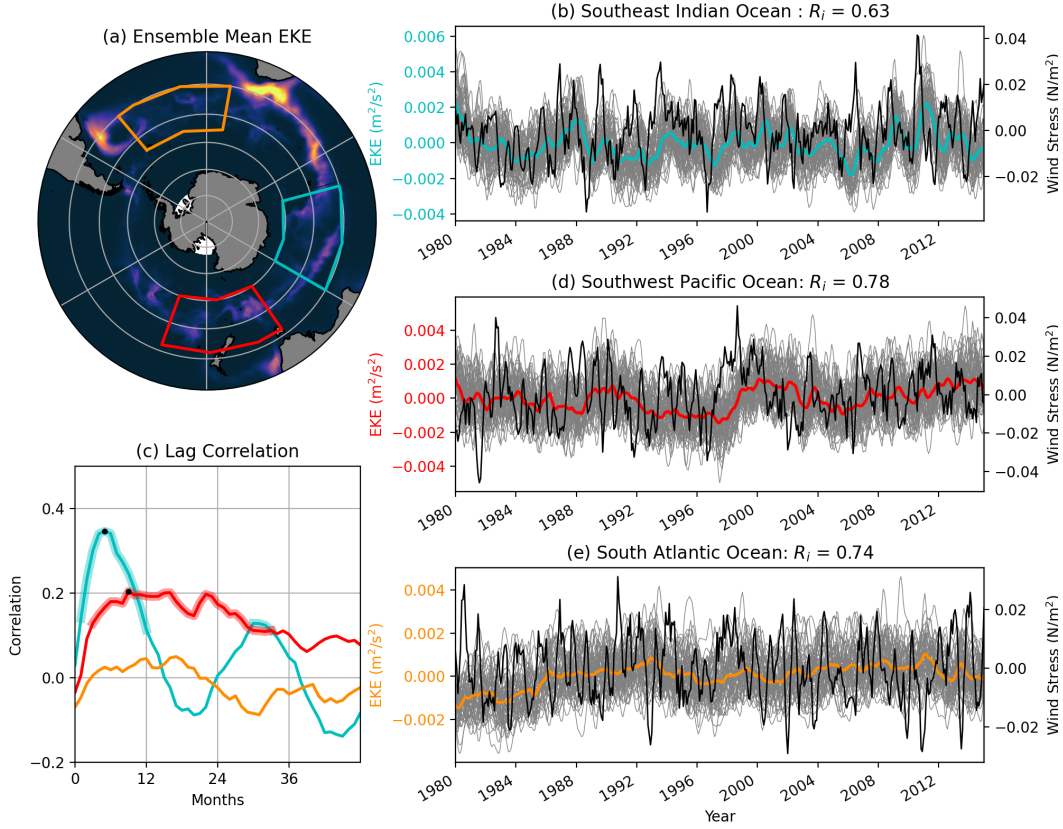 (a) Ensemble Mean EKE
(b) Southeast Indian Ocean : R_i = 0.63
EKE (m²/s²)
0.006
0.004
0.002
0.000
−0.002
−0.004
0.04
0.02
0.00
−0.02
Wind Stress (N/m²)
1980 1984 1988 1992 1996 2000 2004 2008 2012
(d) Southwest Pacific Ocean: R_i = 0.78
EKE (m²/s²)
0.004
0.002
0.000
−0.002
−0.004
0.04
0.02
0.00
−0.02
−0.04
Wind Stress (N/m²)
1980 1984 1988 1992 1996 2000 2004 2008 2012
(c) Lag Correlation
Correlation
0.4
0.2
0.0
−0.2
0 12 24 36
Months
(e) South Atlantic Ocean: R_i = 0.74
EKE (m²/s²)
0.004
0.002
0.000
−0.002
0.02
0.00
−0.02
Wind Stress (N/m²)
1980 1984 1988 1992 1996 2000 2004 2008 2012
Year